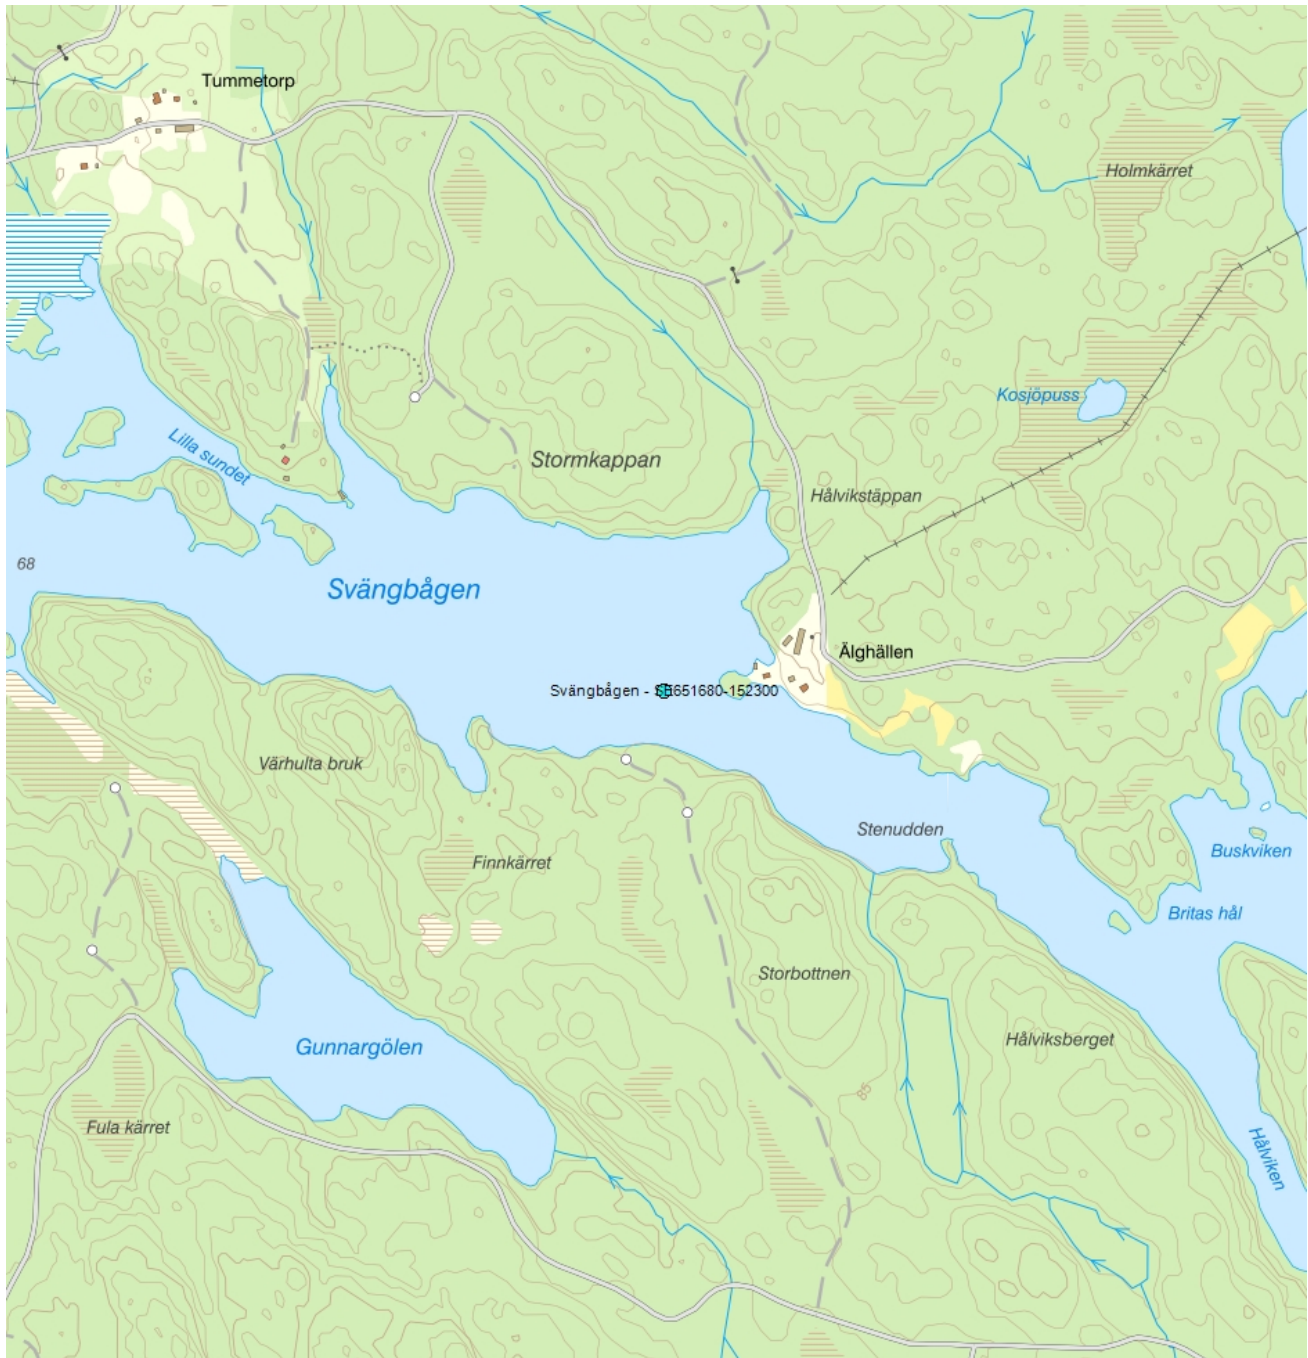 Tummetorp
Holmkärret
Kosjöpuss
Lilla sundet
Stormkappan
Hålvikstäppan
68
Svängbågen
Älghällen
Svängbågen - SE651680-152300
Värhulta bruk
Stenudden
Buskviken
Finnkärret
Britas hål
Storbottnen
Hålviksberget
Gunnargölen
85
Fula kärret
Hålviken